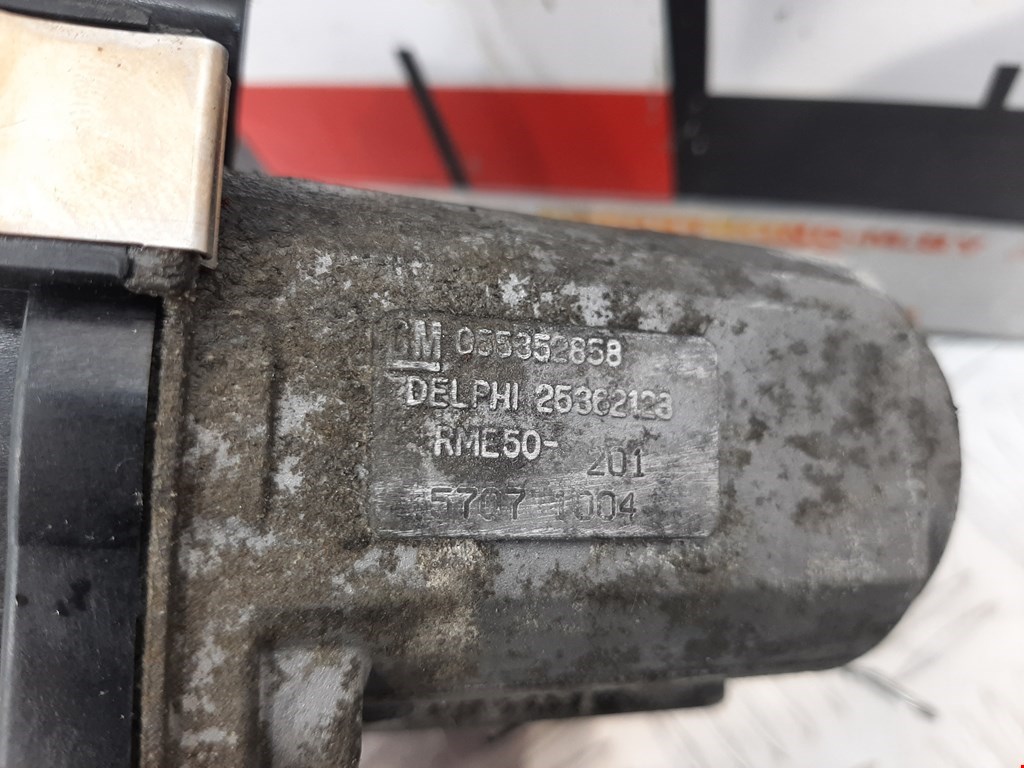 GM 055352858
DELPHI 25362123
RME50-
201
5707 1004